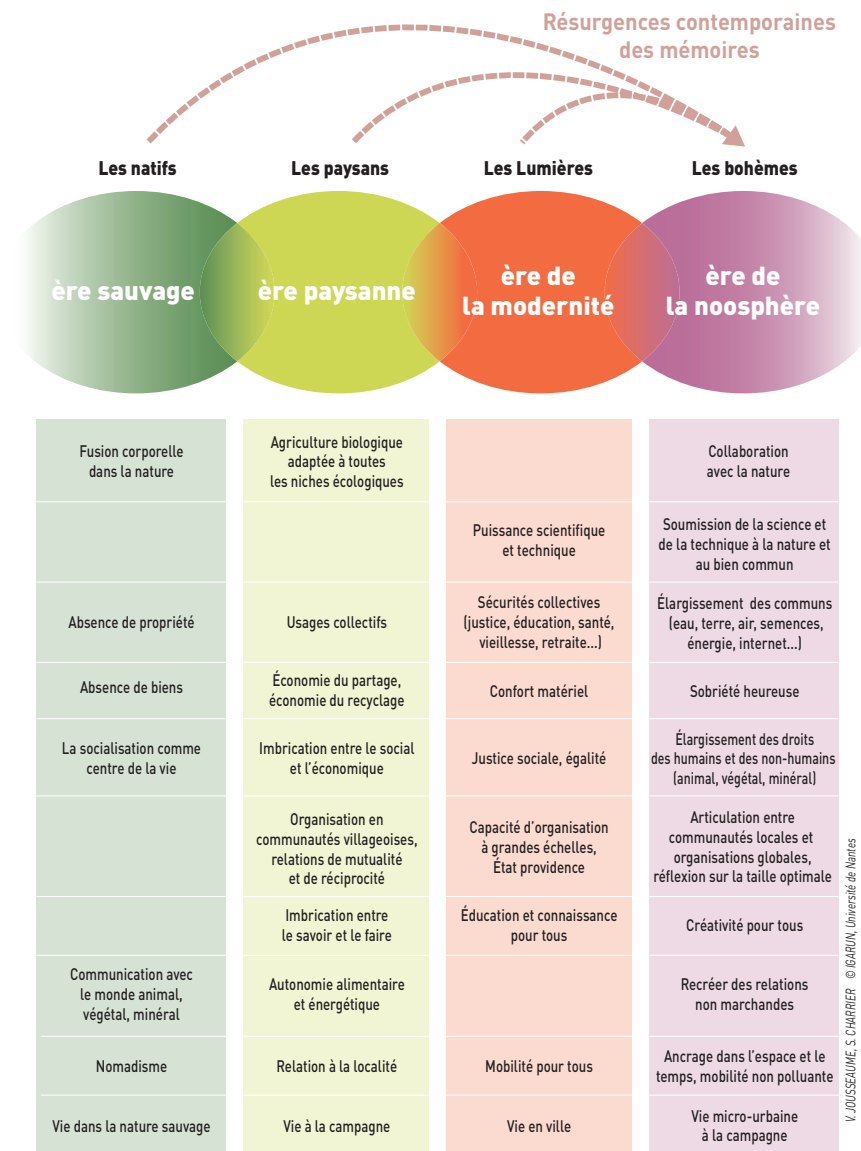 Résurgences contemporaines
des mémoires
Les natifs
Les paysans
Les Lumières
Les bohèmes
ère sauvage
ère paysanne
ère de
la modernité
ère de
la noosphère
Fusion corporelle
dans la nature
Agriculture biologique
adaptée à toutes
les niches écologiques
Collaboration
avec la nature
Puissance scientifique
et technique
Soumission de la science et
de la technique à la nature et
au bien commun
Absence de propriété
Usages collectifs
Sécurités collectives
(justice, éducation, santé,
vieillesse, retraite...)
Élargissement des communs
(eau, terre, air, semences,
énergie, internet...)
Absence de biens
Économie du partage,
économie du recyclage
Confort matériel
Sobriété heureuse
La socialisation comme
centre de la vie
Imbrication entre le social
et l'économique
Justice sociale, égalité
Élargissement des droits
des humains et des non-humains
(animal, végétal, minéral)
Organisation en
communautés villageoises,
relations de mutualité
et de réciprocité
Capacité d'organisation
à grandes échelles,
État providence
Articulation entre
communautés locales et
organisations globales,
réflexion sur la taille optimale
Imbrication entre
le savoir et le faire
Éducation et connaissance
pour tous
Créativité pour tous
Communication avec
le monde animal,
végétal, minéral
Autonomie alimentaire
et énergétique
Recréer des relations
non marchandes
Nomadisme
Relation à la localité
Mobilité pour tous
Ancrage dans l'espace et le
temps, mobilité non polluante
Vie dans la nature sauvage
Vie à la campagne
Vie en ville
Vie micro-urbaine
à la campagne
V. JOUSSEAUME, S. CHARRIER © IGARUN, Université de Nantes